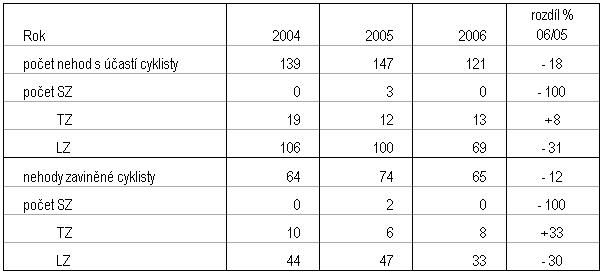 rozdíl %
Rok 2004 2005 2006 06/05
počet nehod s účastí cyklisty 139 147 121 - 18
počet SZ 0 3 0 - 100
TZ 19 12 13 +8
LZ 106 100 69 - 31
nehody zaviněné cyklisty 64 74 65 - 12
počet SZ 0 2 0 - 100
TZ 10 6 8 +33
LZ 44 47 33 - 30